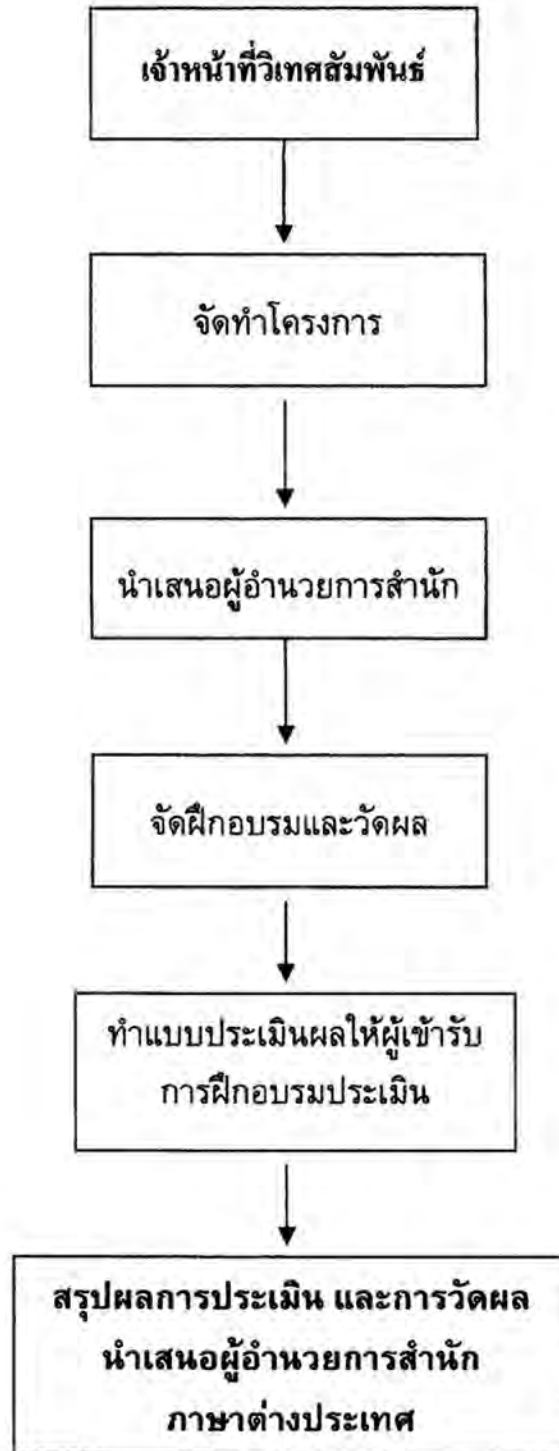 เจ้าหน้าที่วิเทศสัมพันธ์
จัดทำโครงการ
นำเสนอผู้อำนวยการสำนัก
จัดฝึกอบรมและวัดผล
ทำแบบประเมินผลให้ผู้เข้ารับ
การฝึกอบรมประเมิน
สรุปผลการประเมิน และการวัดผล
นำเสนอผู้อำนวยการสำนัก
ภาษาต่างประเทศ